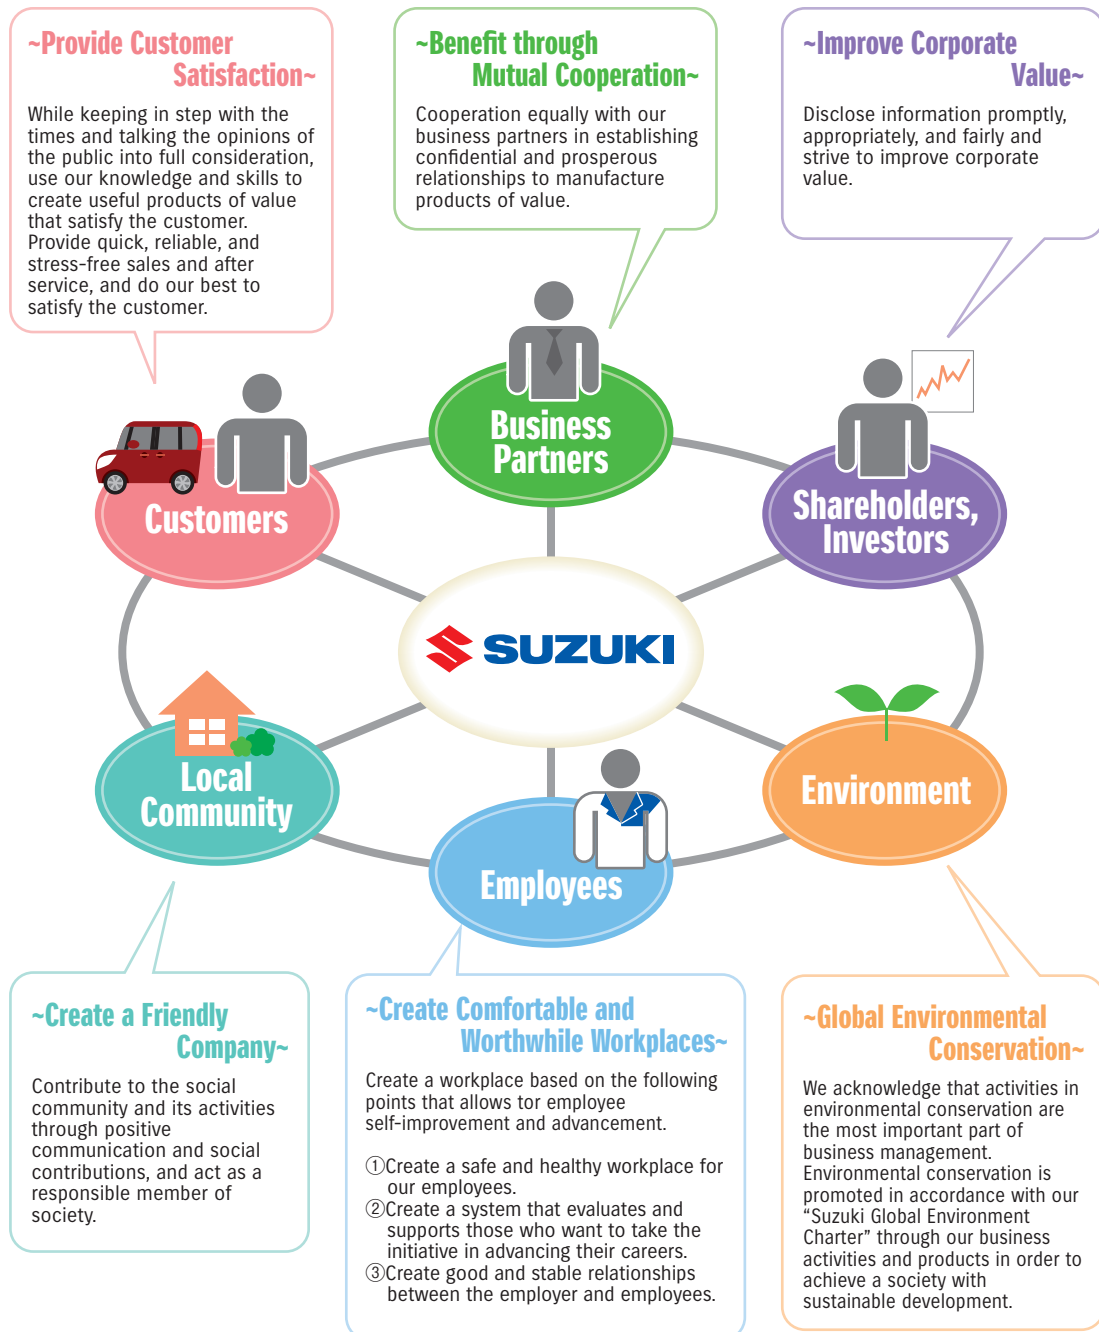 ~Provide Customer
Satisfaction~
While keeping in step with the
times and talking the opinions of
the public into full consideration,
use our knowledge and skills to
create useful products of value
that satisfy the customer.
Provide quick, reliable, and
stress-free sales and after
service, and do our best to
satisfy the customer.
~Benefit through
Mutual Cooperation~
Cooperation equally with our
business partners in establishing
confidential and prosperous
relationships to manufacture
products of value.
~Improve Corporate
Value~
Disclose information promptly,
appropriately, and fairly and
strive to improve corporate
value.
Business
Partners
Customers
Shareholders,
Investors
SUZUKI
Local
Community
Environment
Employees
~Create a Friendly
Company~
Contribute to the social
community and its activities
through positive
communication and social
contributions, and act as a
responsible member of
society.
~Create Comfortable and
Worthwhile Workplaces~
Create a workplace based on the following
points that allows tor employee
self-improvement and advancement.
①Create a safe and healthy workplace for
our employees.
②Create a system that evaluates and
supports those who want to take the
initiative in advancing their careers.
③Create good and stable relationships
between the employer and employees.
~Global Environmental
Conservation~
We acknowledge that activities in
environmental conservation are
the most important part of
business management.
Environmental conservation is
promoted in accordance with our
“Suzuki Global Environment
Charter” through our business
activities and products in order to
achieve a society with
sustainable development.